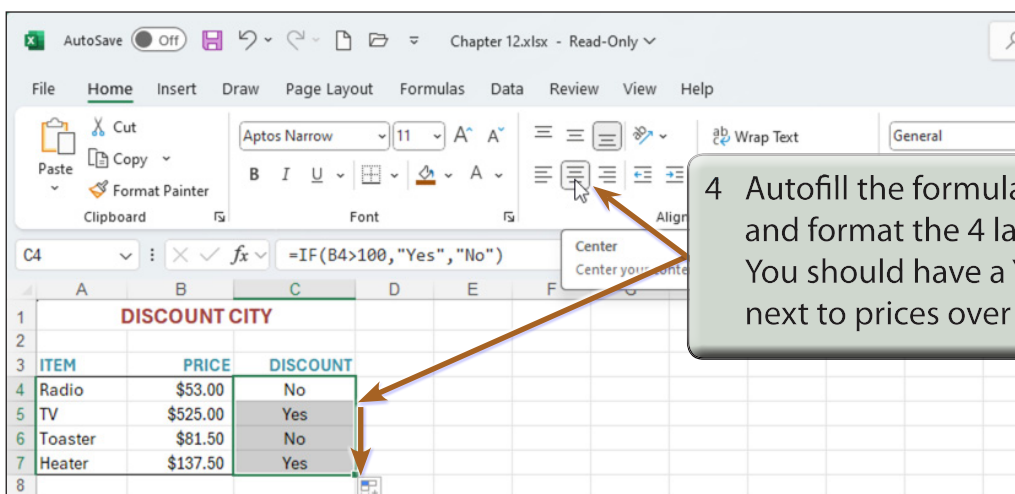 AutoSave Off Chapter 12.xlsx - Read-Only
File Home Insert Draw Page Layout Formulas Data Review View Help
Paste
Cut
Copy
Format Painter
Clipboard
Aptos Narrow 11 A^ A˅
B I U A
Font
ab Wrap Text
General
C4 fx =IF(B4>100,"Yes","No")
Center
Center your
4 Autofill the formula
and format the 4
You should have a
next to prices over
A B C D E F G
1 DISCOUNT CITY
2
3 ITEM PRICE DISCOUNT
4 Radio $53.00 No
5 TV $525.00 Yes
6 Toaster $81.50 No
7 Heater $137.50 Yes
8